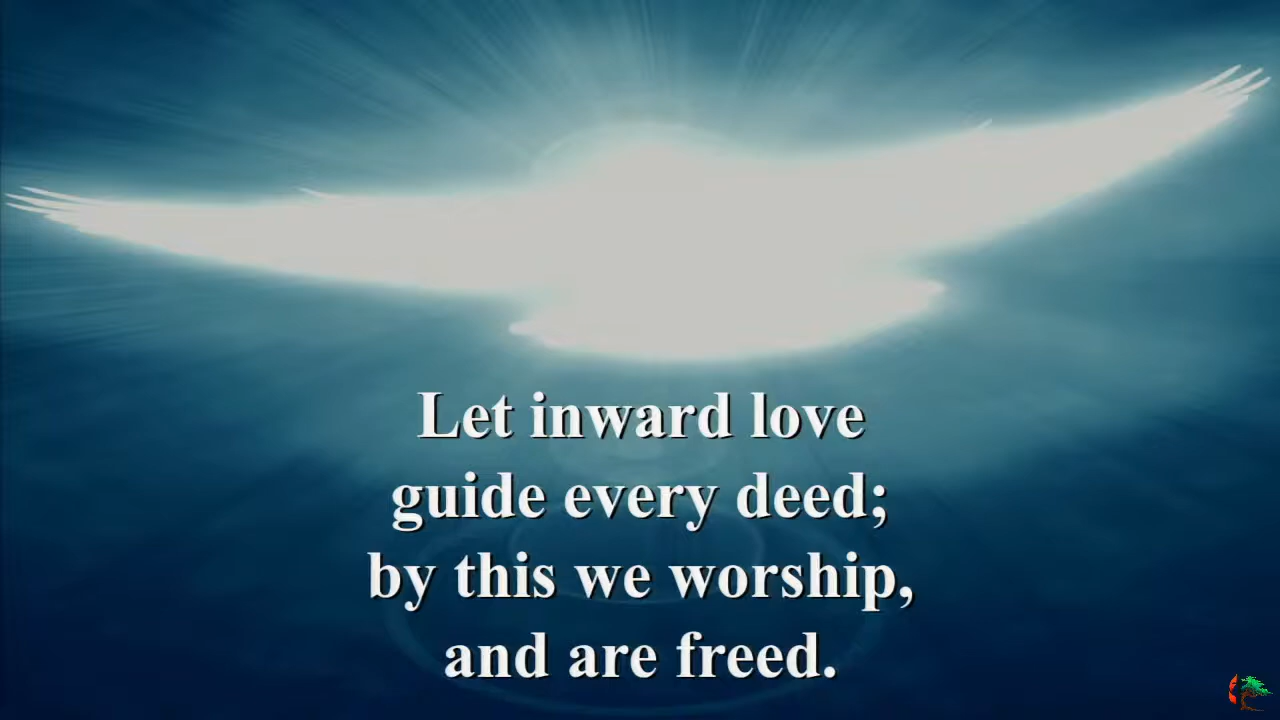 Let inward love
guide every deed;
by this we worship,
and are freed.